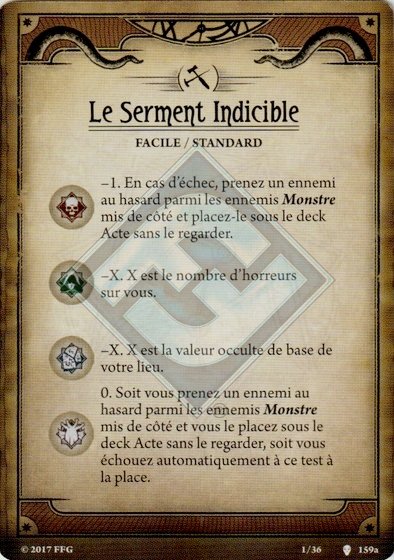 Le Serment Indicible
FACILE / STANDARD
–1. En cas d'échec, prenez un ennemi
au hasard parmi les ennemis Monstre
mis de côté et placez-le sous le deck
Acte sans le regarder.
–X. X est le nombre d'horreurs
sur vous.
–X. X est la valeur occulte de base de
votre lieu.
0. Soit vous prenez un ennemi au
hasard parmi les ennemis Monstre
mis de côté et vous le placez sous le
deck Acte sans le regarder, soit vous
échouez automatiquement à ce test à
la place.
© 2017 FFG 1/36 159a